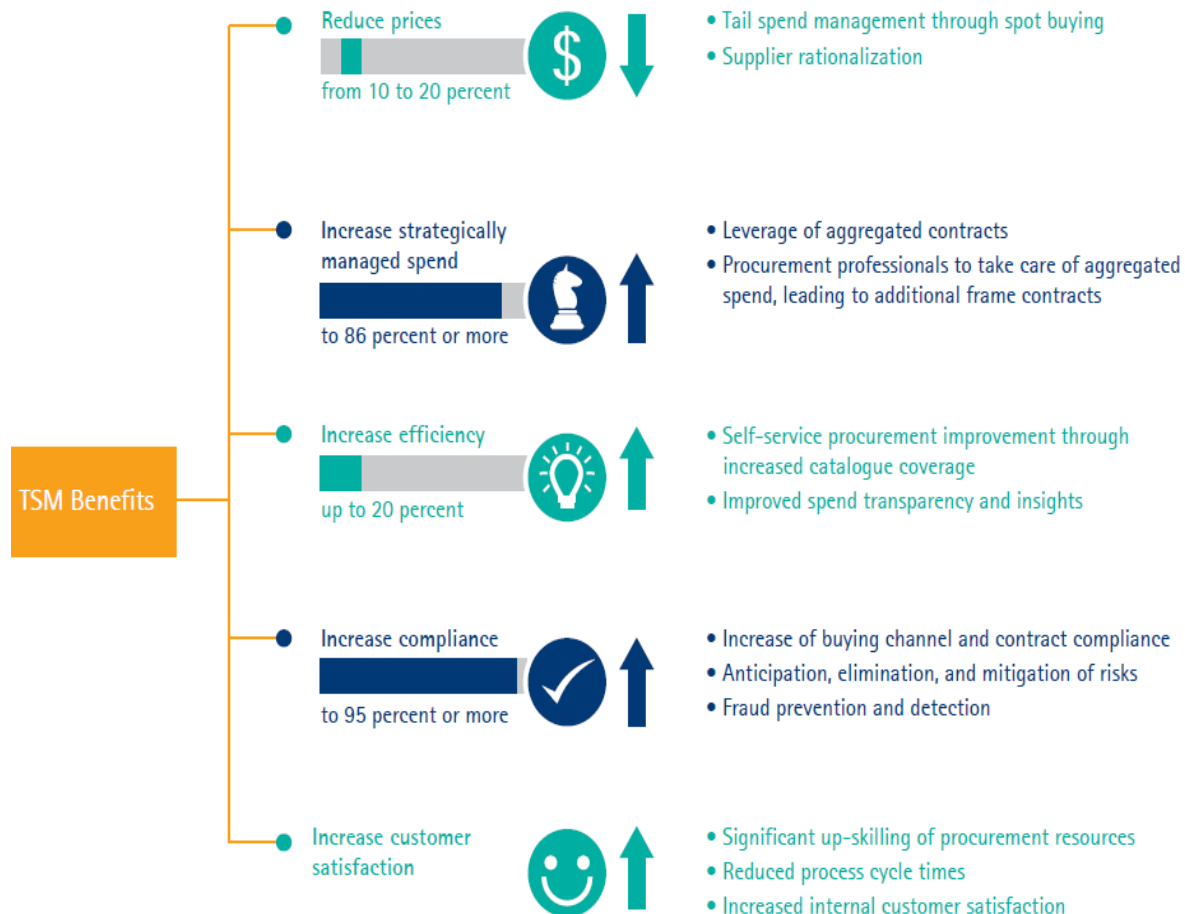 TSM Benefits
Reduce prices
$
from 10 to 20 percent
• Tail spend management through spot buying
• Supplier rationalization
Increase strategically
managed spend
to 86 percent or more
• Leverage of aggregated contracts
• Procurement professionals to take care of aggregated
spend, leading to additional frame contracts
Increase efficiency
up to 20 percent
• Self-service procurement improvement through
increased catalogue coverage
• Improved spend transparency and insights
Increase compliance
to 95 percent or more
• Increase of buying channel and contract compliance
• Anticipation, elimination, and mitigation of risks
• Fraud prevention and detection
Increase customer
satisfaction
• Significant up-skilling of procurement resources
• Reduced process cycle times
• Increased internal customer satisfaction